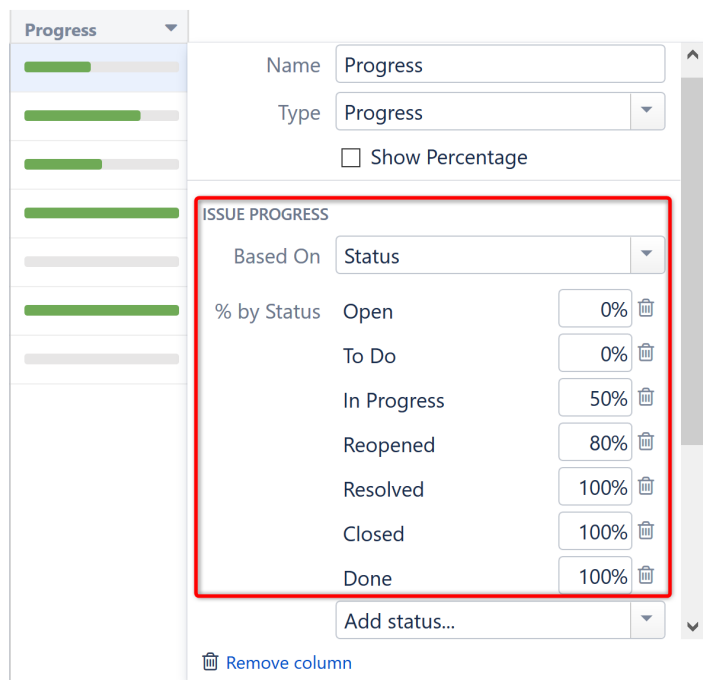 Progress
Name Progress
Type Progress
Show Percentage
ISSUE PROGRESS
Based On Status
% by Status Open 0%
To Do 0%
In Progress 50%
Reopened 80%
Resolved 100%
Closed 100%
Done 100%
Add status...
Remove column